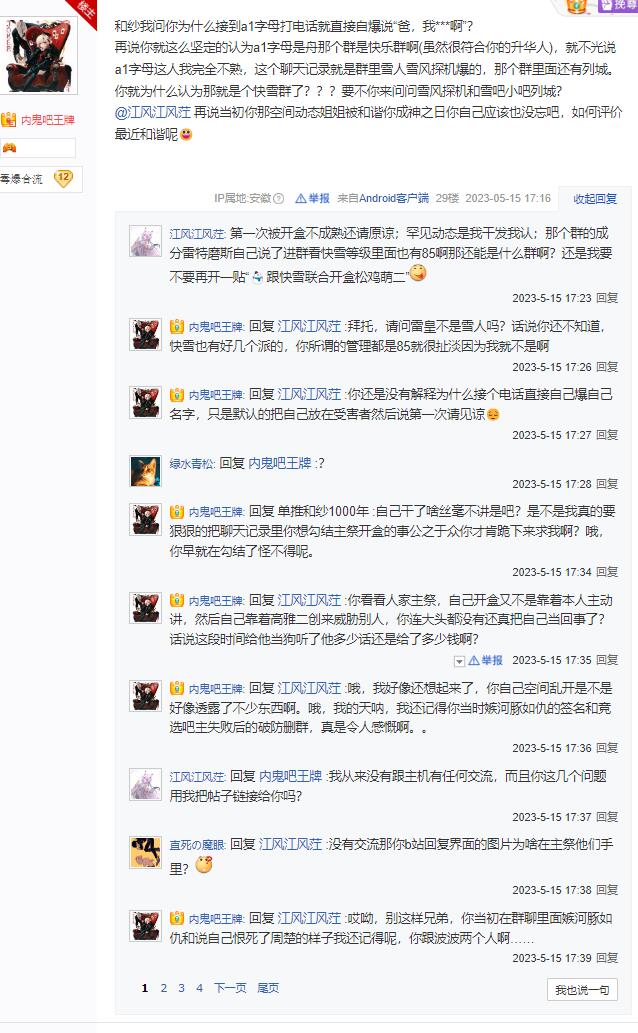 楼主
内鬼吧王牌
毒爆合流 12
和纱我问你为什么接到a1字母打电话就直接自爆说“爸，我***啊”?
再说你就这么坚定的认为a1字母是舟那个群是快乐群啊(虽然很符合你的升华人)，就不光说
a1字母这人我完全不熟，这个聊天记录就是群里雪人雪风探机爆的，那个群里面还有列城。
你就为什么认为那就是个快雪群了？？？要不你来问问雪风探机和雪吧小吧列城?
@江风江风茳 再说当初你那空间动态姐姐被和谐你成神之日你自己应该也没忘吧，如何评价
最近和谐呢
IP属地:安徽 举报 来自Android客户端 29楼 2023-05-15 17:16 收起回复
江风江风茳: 第一次被开盒不成熟还请原谅；罕见动态是我干发我认；那个群的成
分雷特磨斯自己说了进群看快雪等级里面也有85啊那还能是什么群啊？还是我要
不要再开一贴“ 跟快雪联合开盒松鸡萌二”
2023-5-15 17:23 回复
内鬼吧王牌: 回复 江风江风茳 :拜托，请问雷皇不是雪人吗？话说你还不知道，
快雪也有好几个派的，你所谓的管理都是85就很扯淡因为我就不是啊
2023-5-15 17:26 回复
内鬼吧王牌: 回复 江风江风茳 :你还是没有解释为什么接个电话直接自己爆自己
名字，只是默认的把自己放在受害者然后说第一次请见谅
2023-5-15 17:27 回复
绿水青松: 回复 内鬼吧王牌 :?
2023-5-15 17:28 回复
内鬼吧王牌: 回复 单推和纱1000年 :自己干了啥丝毫不讲是吧？是不是我真的要
狠狠的把聊天记录里你想勾结主祭开盒的事公之于众你才肯跪下来求我啊？哦，
你早就在勾结了怪不得呢。
2023-5-15 17:34 回复
内鬼吧王牌: 回复 江风江风茳 :你看看人家主祭，自己开盒又不是靠着本人主动
讲，然后自己靠着高雅二创来威胁别人，你连大头都没有还真把自己当回事了？
话说这段时间给他当狗听了他多少话还是给了多少钱啊？
举报 2023-5-15 17:35 回复
内鬼吧王牌: 回复 江风江风茳 :哦，我好像还想起来了，你自己空间乱开是不是
好像透露了不少东西啊。哦，我的天呐，我还记得你当时嫉河豚如仇的签名和竞
选吧主失败后的破防删群，真是令人感慨啊。。
2023-5-15 17:36 回复
江风江风茳: 回复 内鬼吧王牌 :我从来没有跟主机有任何交流，而且你这几个问题
用我把帖子链接给你吗?
2023-5-15 17:37 回复
直死の魔眼: 回复 江风江风茳 :没有交流那你b站回复界面的图片为啥在主祭他们手
里？
2023-5-15 17:38 回复
内鬼吧王牌: 回复 江风江风茳 :哎呦，别这样兄弟，你当初在群聊里面嫉河豚如
仇和说自己恨死了周楚的样子我还记得呢，你跟波波两个人啊……
2023-5-15 17:39 回复
1 2 3 4 下一页 尾页
我也说一句